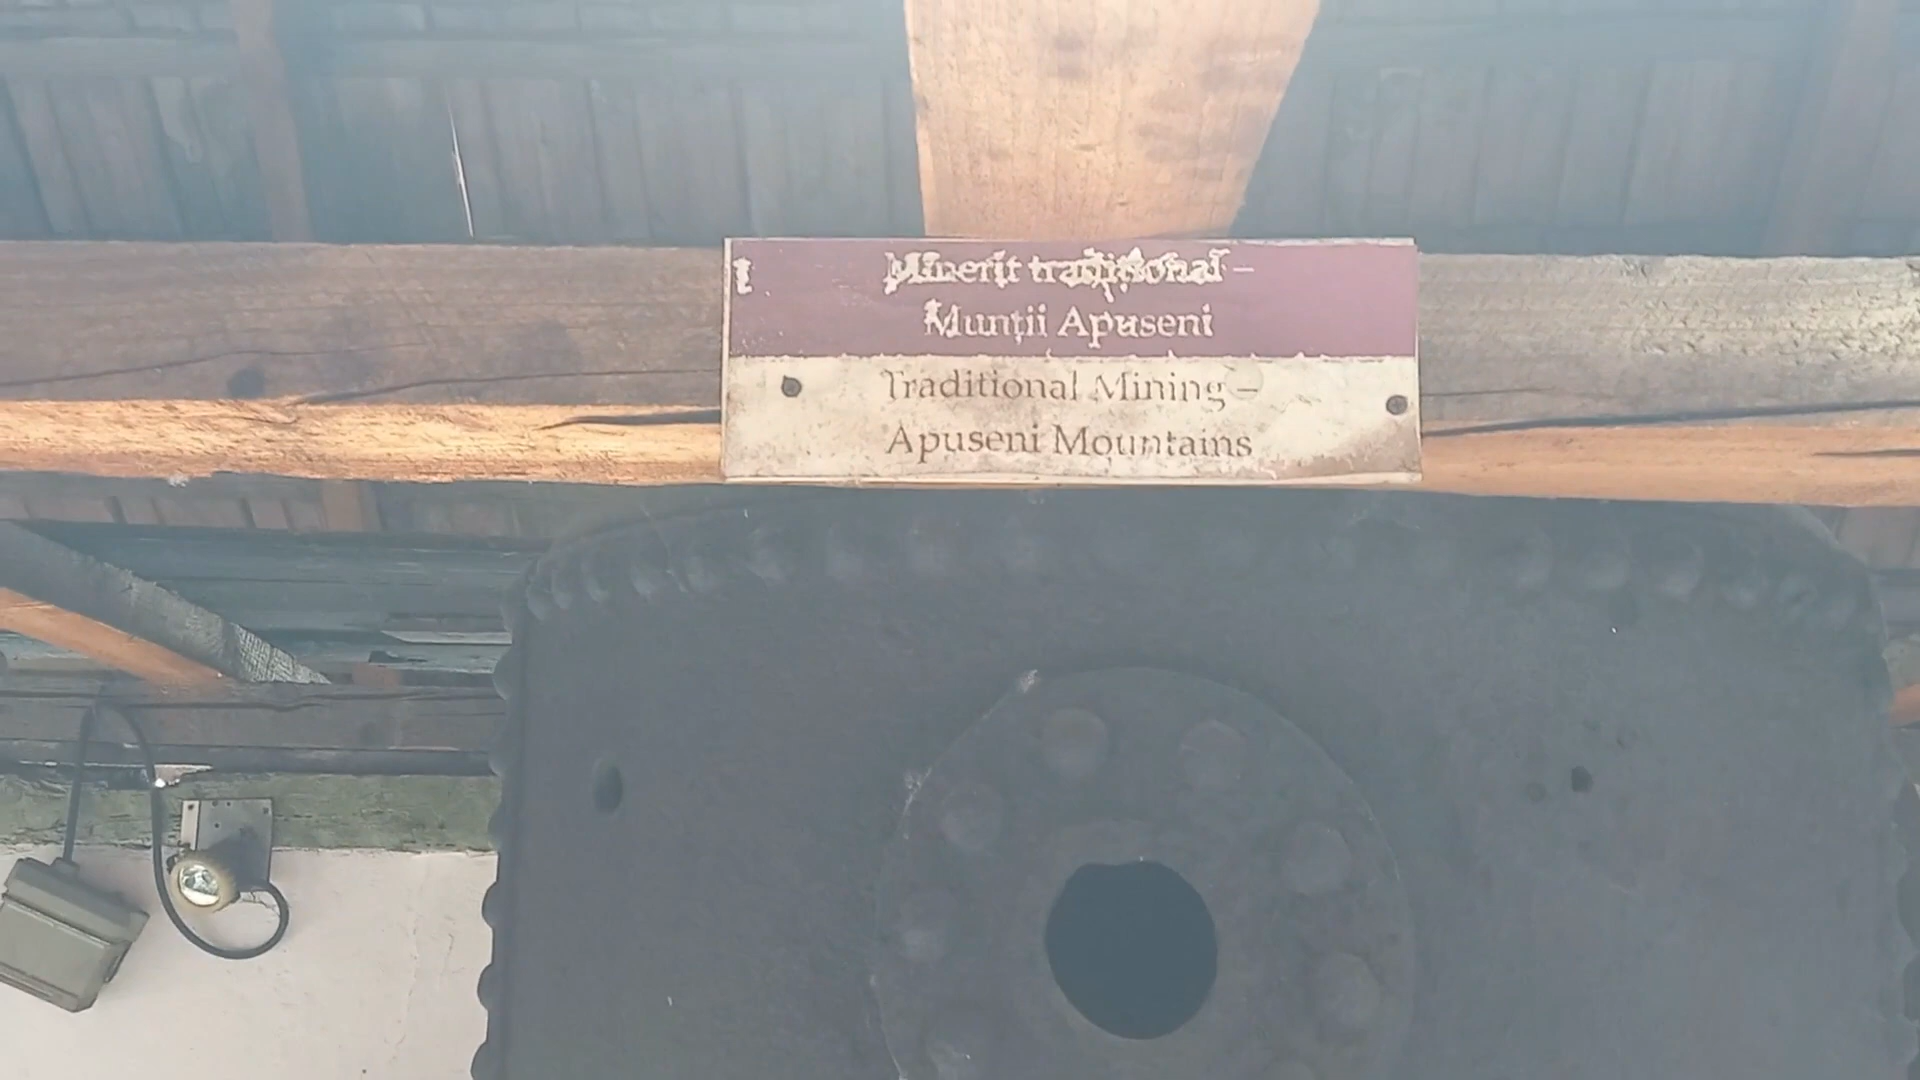 Minerit tradițional –
Munții Apuseni
Traditional Mining –
Apuseni Mountains